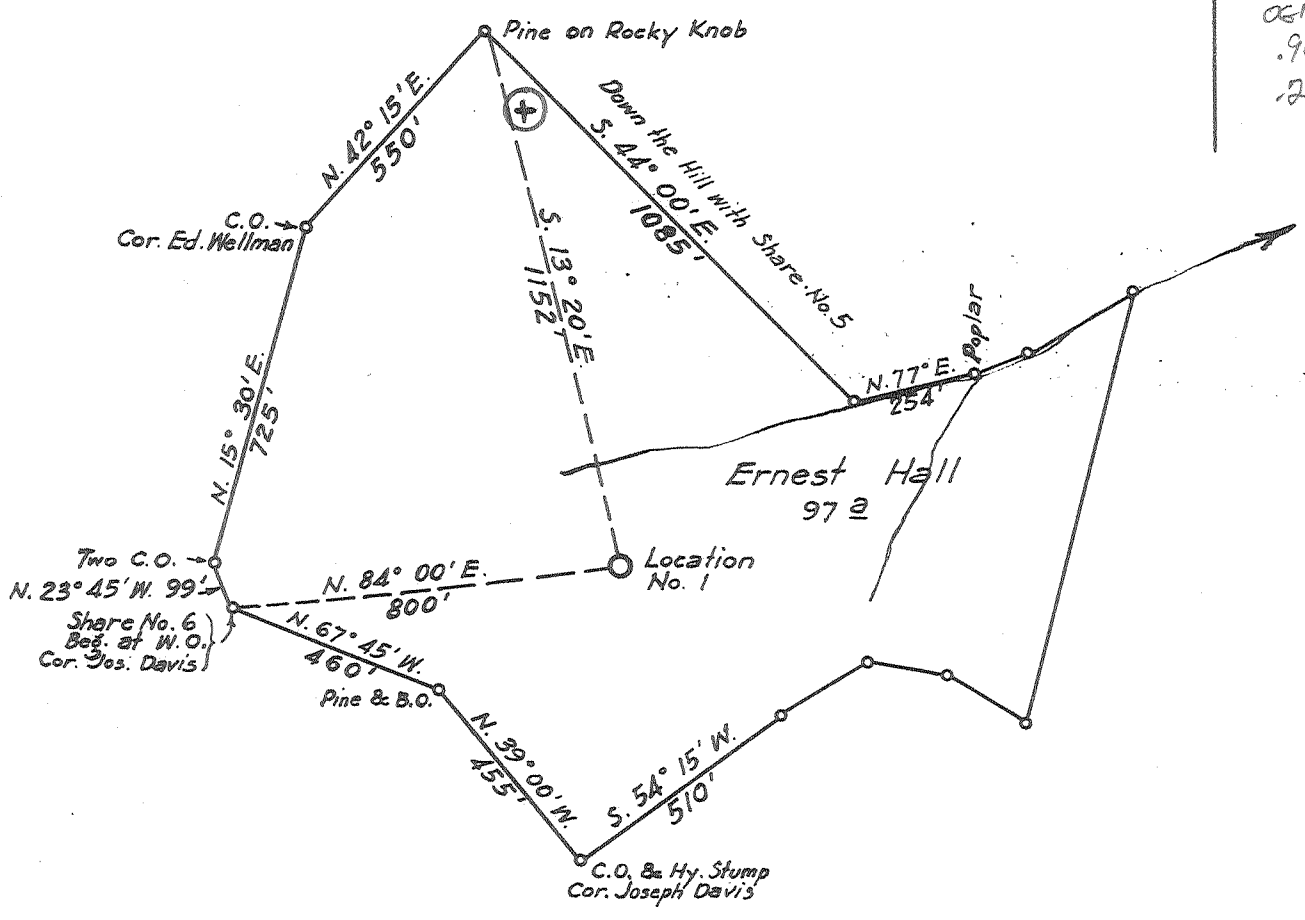 Pine on Rocky Knob
N. 42° 15' E.
550'
Down the Hill with Share No. 5
S. 44° 00' E.
1085'
C.O.
Cor. Ed. Wellman
S. 13° 20' E.
1152'
N. 15° 30' E.
725'
Poplar
N. 77° E.
254'
Ernest Hall
97 a
Two C.O.
N. 23° 45' W. 99'
N. 84° 00' E.
800'
Location
No. 1
Share No. 6
Beg. at W.O.
Cor. Jos. Davis
N. 67° 45' W.
460'
Pine & B.O.
N. 39° 00' W.
455'
S. 54° 15' W.
510'
C.O. & Hy. Stump
Cor. Joseph Davis